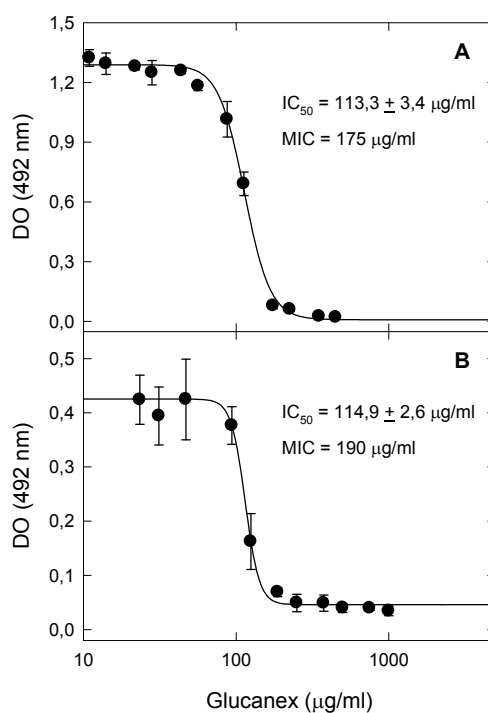 1,5
A
1,2
IC50 = 113,3 ± 3,4 µg/ml
0,9
MIC = 175 µg/ml
DO (492 nm)
0,6
0,3
0,0
B
0,5
IC50 = 114,9 ± 2,6 µg/ml
0,4
MIC = 190 µg/ml
0,3
DO (492 nm)
0,2
0,1
0,0
10 100 1000
Glucanex (µg/ml)